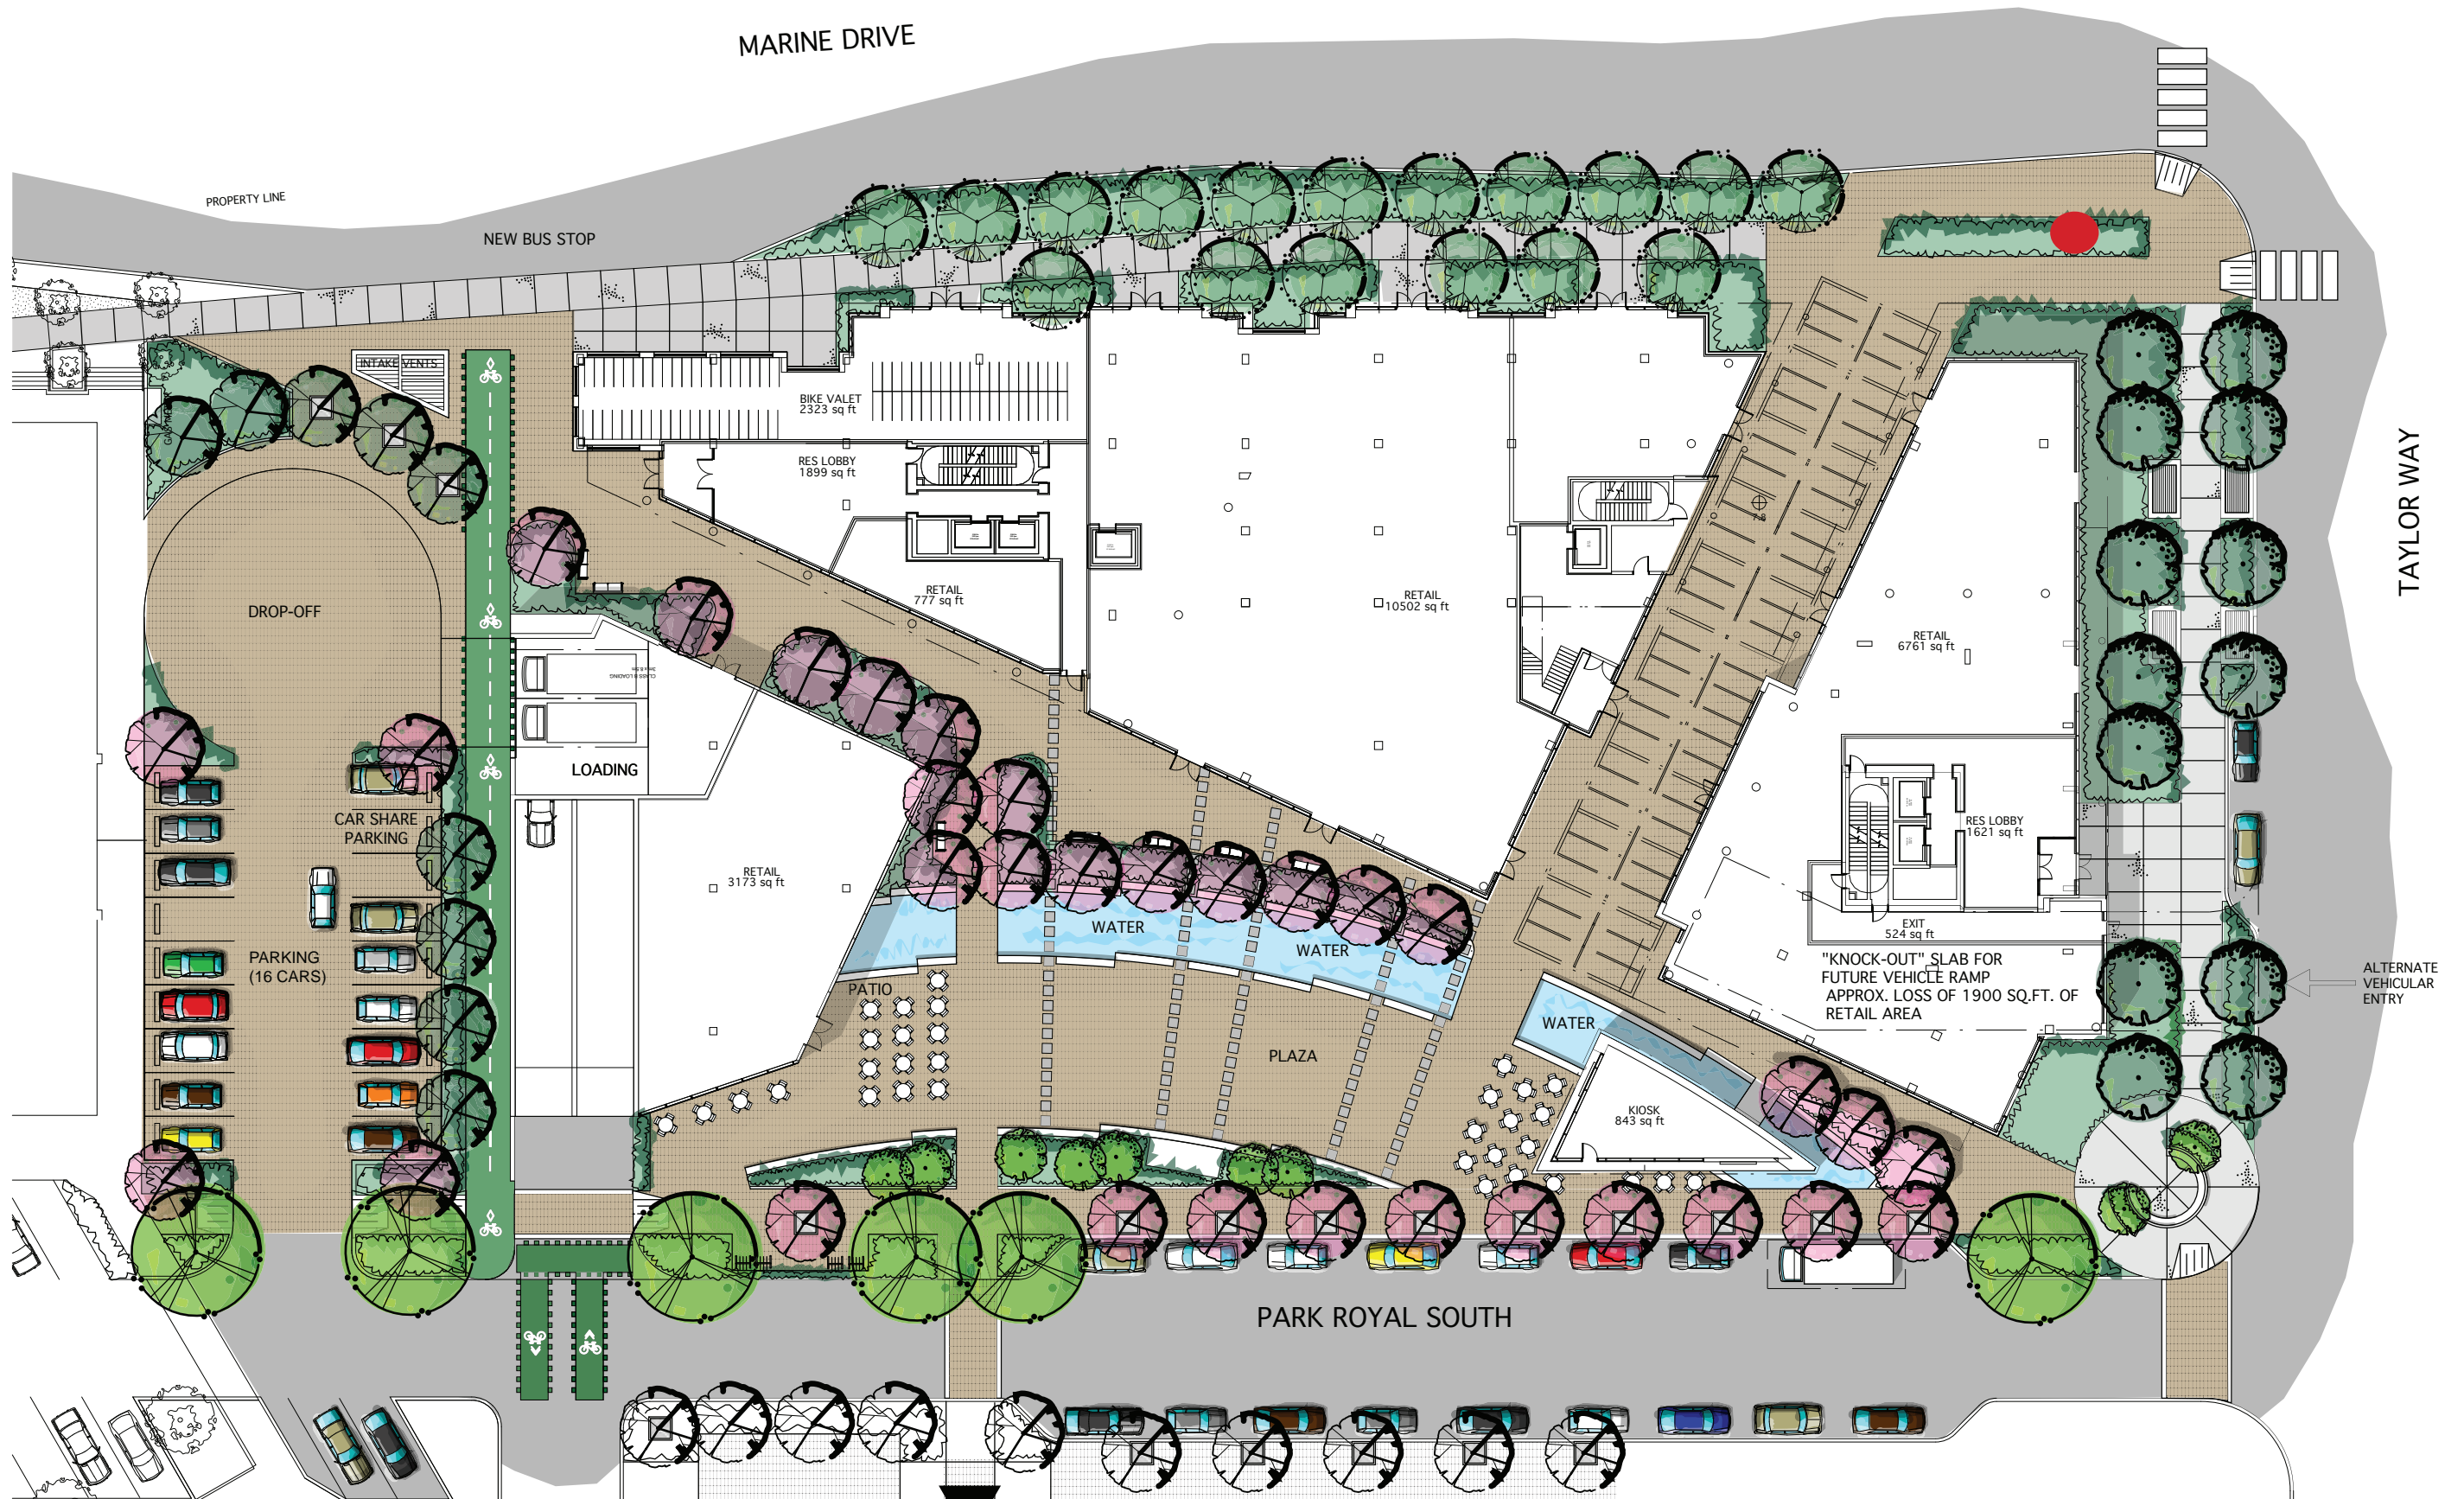 MARINE DRIVE
PROPERTY LINE
NEW BUS STOP
INTAKE VENTS
BIKE VALET
2323 sq ft
RES LOBBY
1899 sq ft
TAYLOR WAY
DROP-OFF
RETAIL
777 sq ft
RETAIL
10502 sq ft
RETAIL
6761 sq ft
CLASS B LOADING
LOADING
CAR SHARE
PARKING
RES LOBBY
1621 sq ft
RETAIL
3173 sq ft
WATER
WATER
EXIT
524 sq ft
PARKING
(16 CARS)
PATIO
"KNOCK-OUT" SLAB FOR
FUTURE VEHICLE RAMP
APPROX. LOSS OF 1900 SQ.FT. OF
RETAIL AREA
ALTERNATE
VEHICULAR
ENTRY
WATER
PLAZA
KIOSK
843 sq ft
PARK ROYAL SOUTH